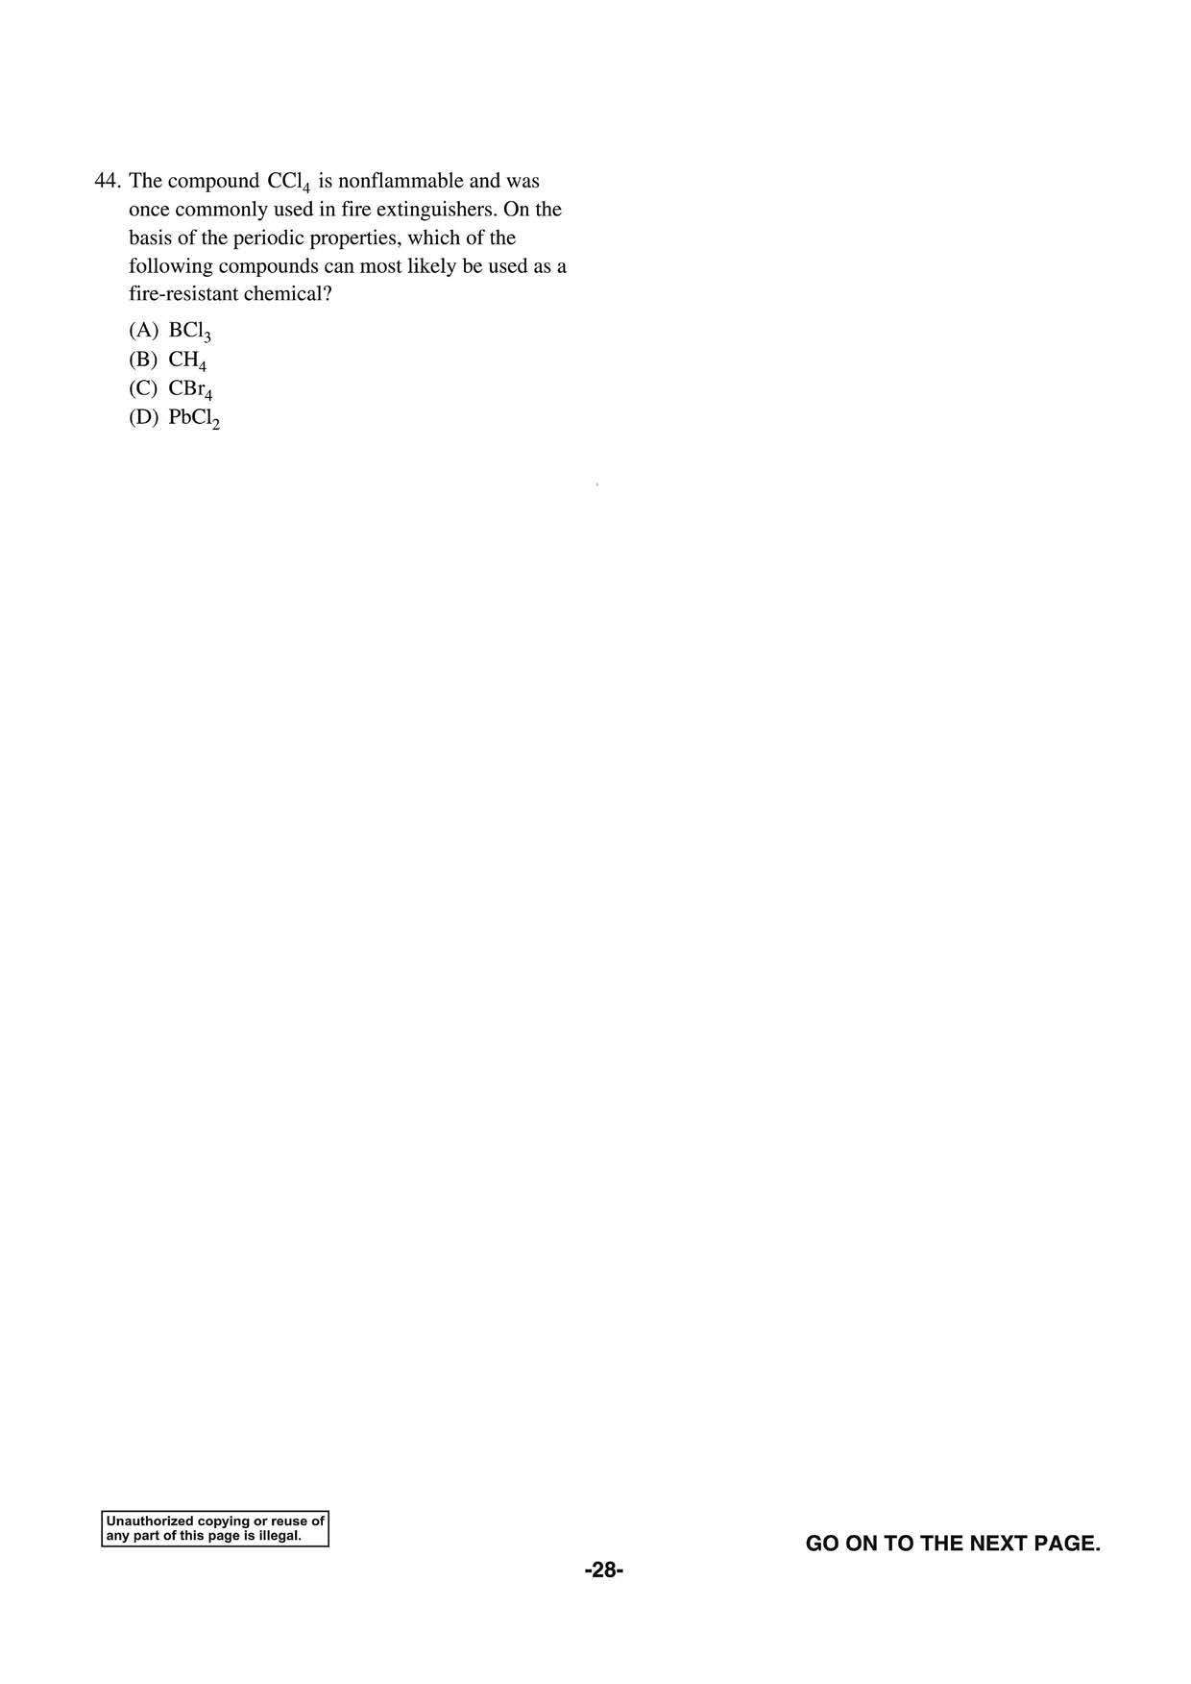 44. The compound CCl₄ is nonflammable and was
once commonly used in fire extinguishers. On the
basis of the periodic properties, which of the
following compounds can most likely be used as a
fire-resistant chemical?
(A) BCl₃
(B) CH₄
(C) CBr₄
(D) PbCl₂
Unauthorized copying or reuse of
any part of this page is illegal.
GO ON TO THE NEXT PAGE.
-28-